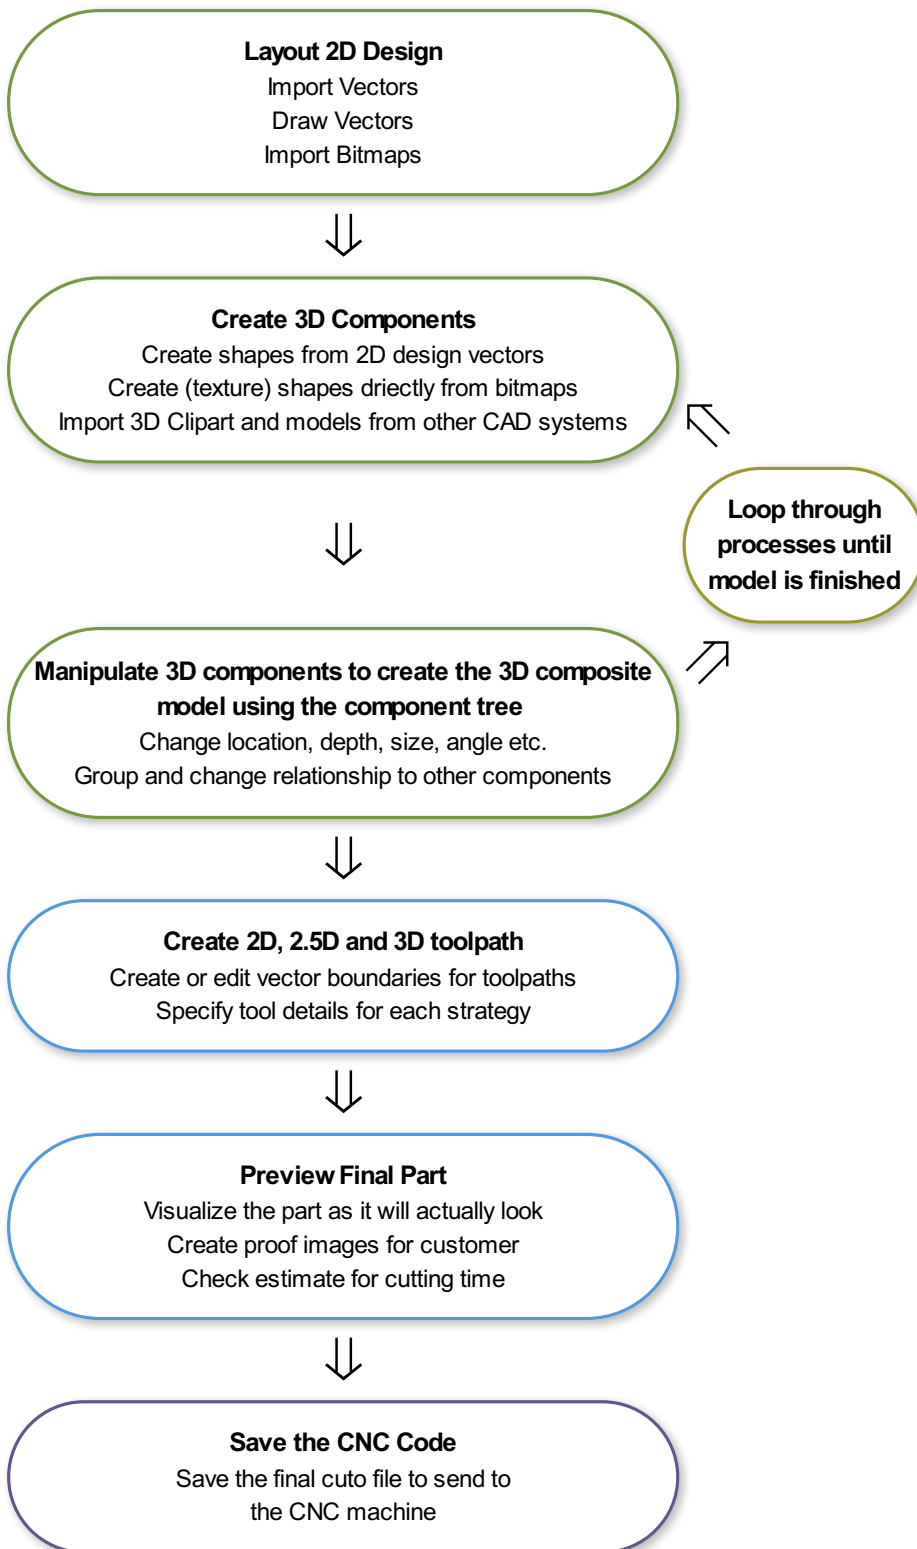 Layout 2D Design
Import Vectors
Draw Vectors
Import Bitmaps
Create 3D Components
Create shapes from 2D design vectors
Create (texture) shapes driectly from bitmaps
Import 3D Clipart and models from other CAD systems
Loop through
processes until
model is finished
Manipulate 3D components to create the 3D composite
model using the component tree
Change location, depth, size, angle etc.
Group and change relationship to other components
Create 2D, 2.5D and 3D toolpath
Create or edit vector boundaries for toolpaths
Specify tool details for each strategy
Preview Final Part
Visualize the part as it will actually look
Create proof images for customer
Check estimate for cutting time
Save the CNC Code
Save the final cuto file to send to
the CNC machine